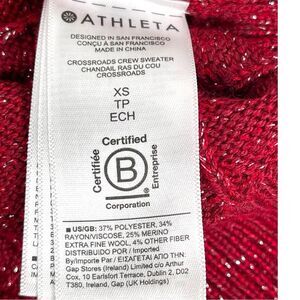 ATHLETA
DESIGNED IN SAN FRANCISCO
CONÇU À SAN FRANCISCO
MADE IN CHINA
CROSSROADS CREW SWEATER
CHANDAIL RAS DU COU
CROSSROADS
XS
TP
ECH
Certified
Certifiée
B
Entreprise
Corporation
US/GB: 37% POLYESTER, 34%
RAYON/VISCOSE, 25% MERINO
EXTRA FINE WOOL, 4% OTHER FIBER
DISTRIBUIDO POR / Imported
By/Importe Par / ΕΙΣΑΓΕΤΑΙ ΑΠΟ ΤΗΝ
Gap Stores (Ireland) Limited c/o Arthur
Cox, 10 Earlsfort Terrace, Dublin 2, D02
T380, Ireland, Gap (UK Holdings)